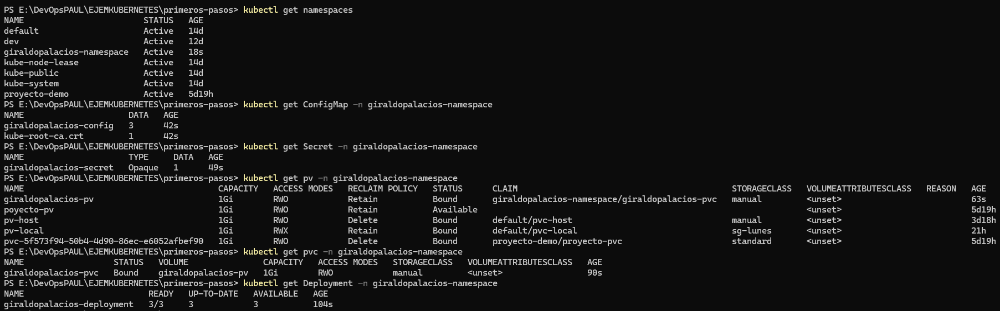 PS E:\DevOpsPAUL\EJEMKUBERNETES\primeros-pasos> kubectl get namespaces
NAME                        STATUS   AGE
default                     Active   14d
dev                         Active   12d
giraldopalacios-namespace   Active   18s
kube-node-lease             Active   14d
kube-public                 Active   14d
kube-system                 Active   14d
proyecto-demo               Active   5d19h
PS E:\DevOpsPAUL\EJEMKUBERNETES\primeros-pasos> kubectl get ConfigMap -n giraldopalacios-namespace
NAME                     DATA   AGE
giraldopalacios-config   3      42s
kube-root-ca.crt         1      42s
PS E:\DevOpsPAUL\EJEMKUBERNETES\primeros-pasos> kubectl get Secret -n giraldopalacios-namespace
NAME                     TYPE     DATA   AGE
giraldopalacios-secret   Opaque   1      49s
PS E:\DevOpsPAUL\EJEMKUBERNETES\primeros-pasos> kubectl get pv -n giraldopalacios-namespace
NAME                                       CAPACITY   ACCESS MODES   RECLAIM POLICY   STATUS      CLAIM                                           STORAGECLASS   VOLUMEATTRIBUTESCLASS   REASON   AGE
giraldopalacios-pv                         1Gi        RWO            Retain           Bound       giraldopalacios-namespace/giraldopalacios-pvc   manual         <unset>                          63s
poyecto-pv                                 1Gi        RWO            Retain           Available                                                                  <unset>                          5d19h
pv-host                                    1Gi        RWO            Delete           Bound       default/pvc-host                                manual         <unset>                          3d18h
pv-local                                   1Gi        RWX            Retain           Bound       default/pvc-local                               sg-lunes       <unset>                          21h
pvc-5f573f94-50b4-4d90-86ec-e6052afbef90   1Gi        RWO            Delete           Bound       proyecto-demo/proyecto-pvc                      standard       <unset>                          5d19h
PS E:\DevOpsPAUL\EJEMKUBERNETES\primeros-pasos> kubectl get pvc -n giraldopalacios-namespace
NAME                  STATUS   VOLUME               CAPACITY   ACCESS MODES   STORAGECLASS   VOLUMEATTRIBUTESCLASS   AGE
giraldopalacios-pvc   Bound    giraldopalacios-pv   1Gi        RWO            manual         <unset>                 90s
PS E:\DevOpsPAUL\EJEMKUBERNETES\primeros-pasos> kubectl get Deployment -n giraldopalacios-namespace
NAME                         READY   UP-TO-DATE   AVAILABLE   AGE
giraldopalacios-deployment   3/3     3            3           104s